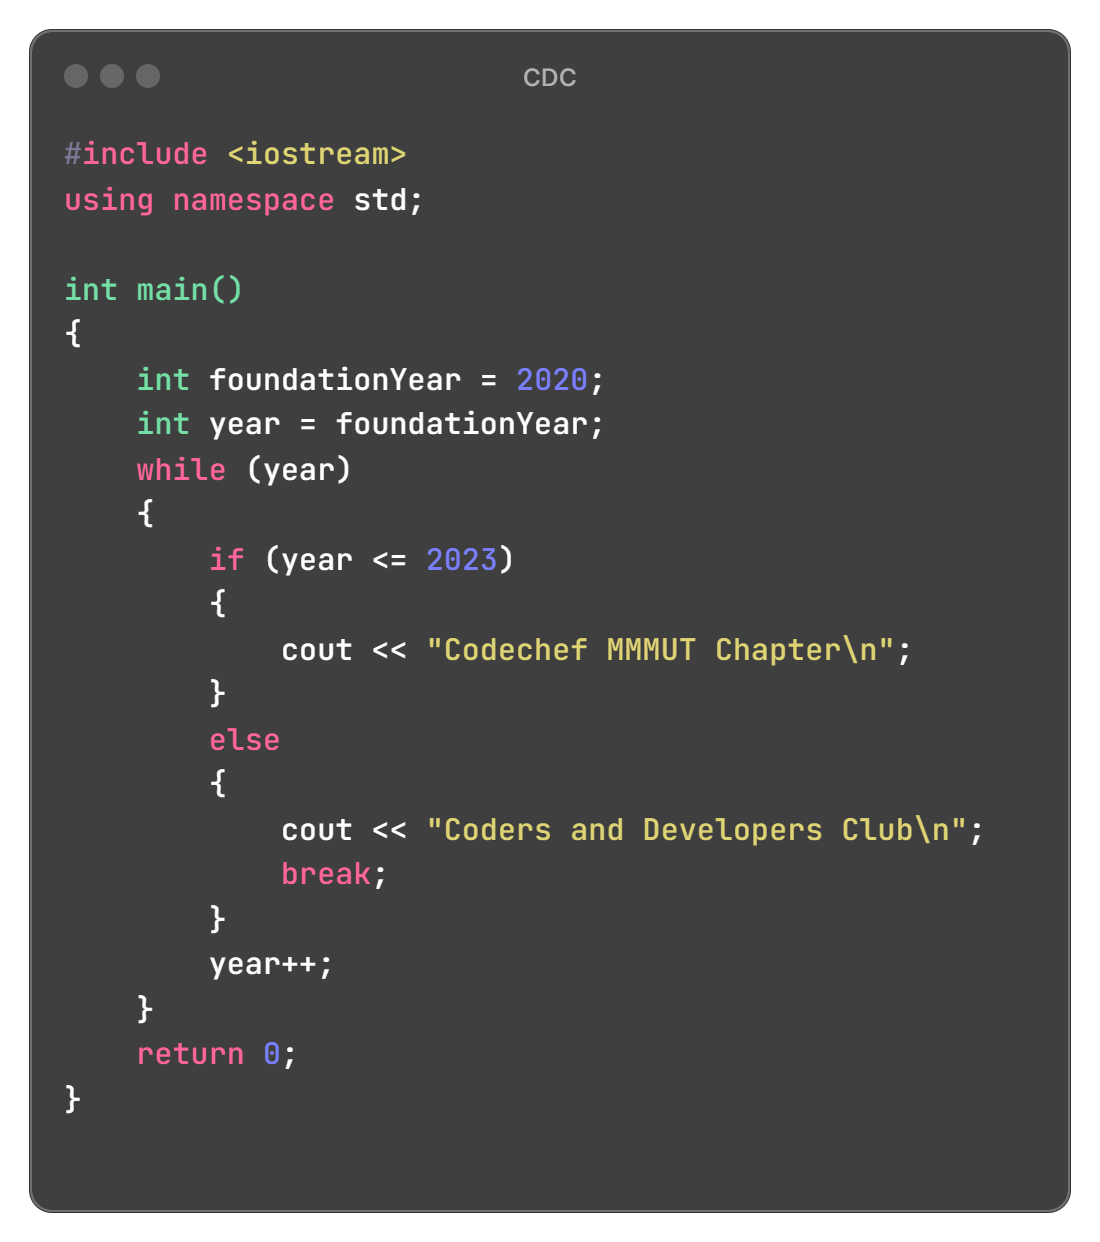 CDC
#include <iostream>
using namespace std;

int main()
{
    int foundationYear = 2020;
    int year = foundationYear;
    while (year)
    {
        if (year <= 2023)
        {
            cout << "Codechef MMMUT Chapter\n";
        }
        else
        {
            cout << "Coders and Developers Club\n";
            break;
        }
        year++;
    }
    return 0;
}